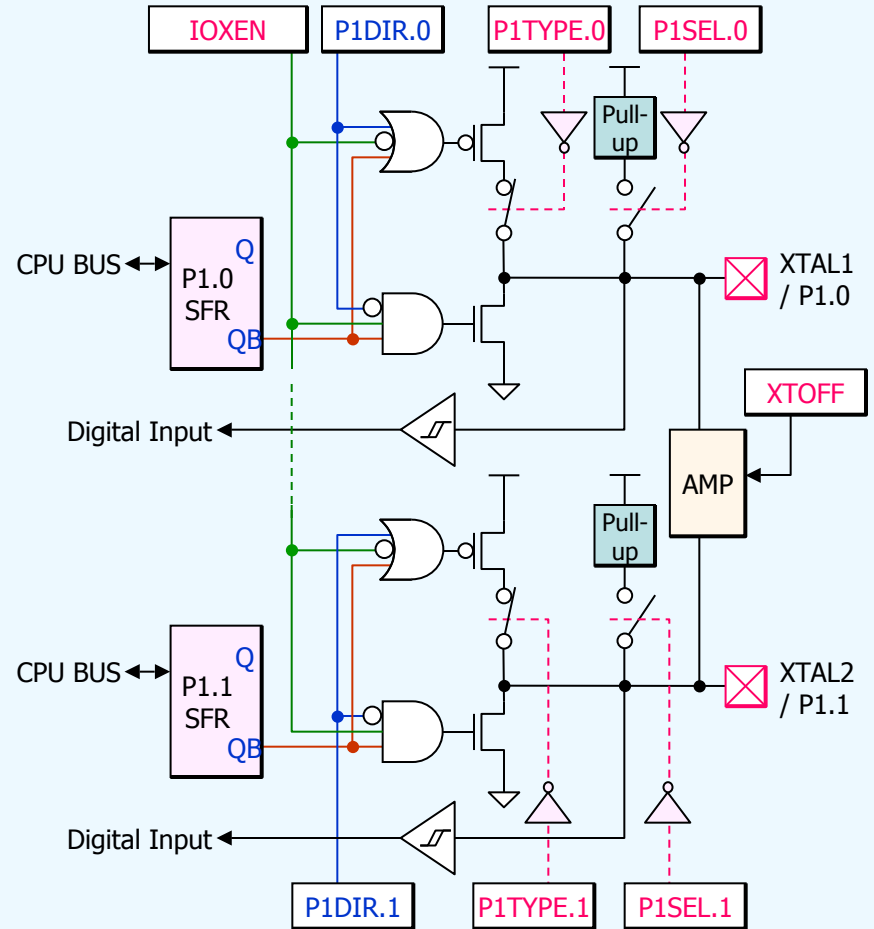 IOXEN
P1DIR.0
P1TYPE.0
P1SEL.0
Pull-
up
CPU BUS
Q
P1.0
SFR
QB
XTAL1
/ P1.0
XTOFF
Digital Input
AMP
Pull-
up
CPU BUS
Q
P1.1
SFR
QB
XTAL2
/ P1.1
Digital Input
P1DIR.1
P1TYPE.1
P1SEL.1